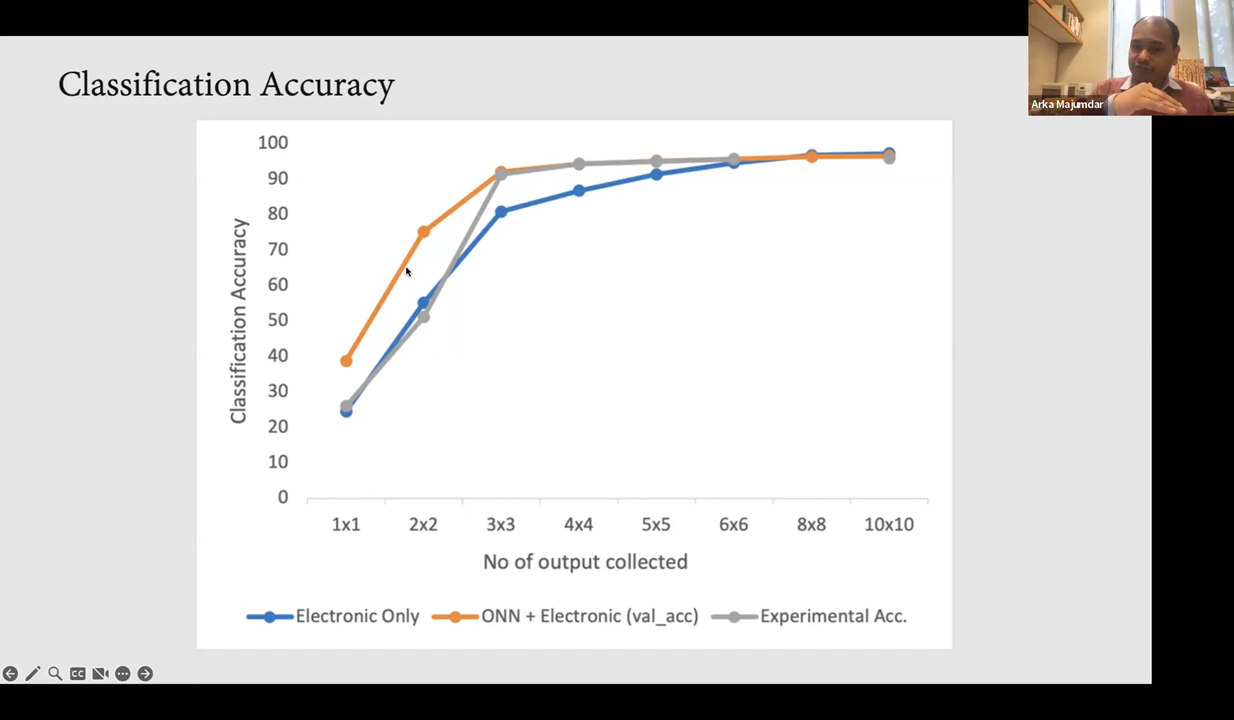 Classification Accuracy
Arka Majumdar
100
90
80
70
60
50
40
30
20
10
0
Classification Accuracy
1x1 2x2 3x3 4x4 5x5 6x6 8x8 10x10
No of output collected
Electronic Only ONN + Electronic (val_acc) Experimental Acc.
CC